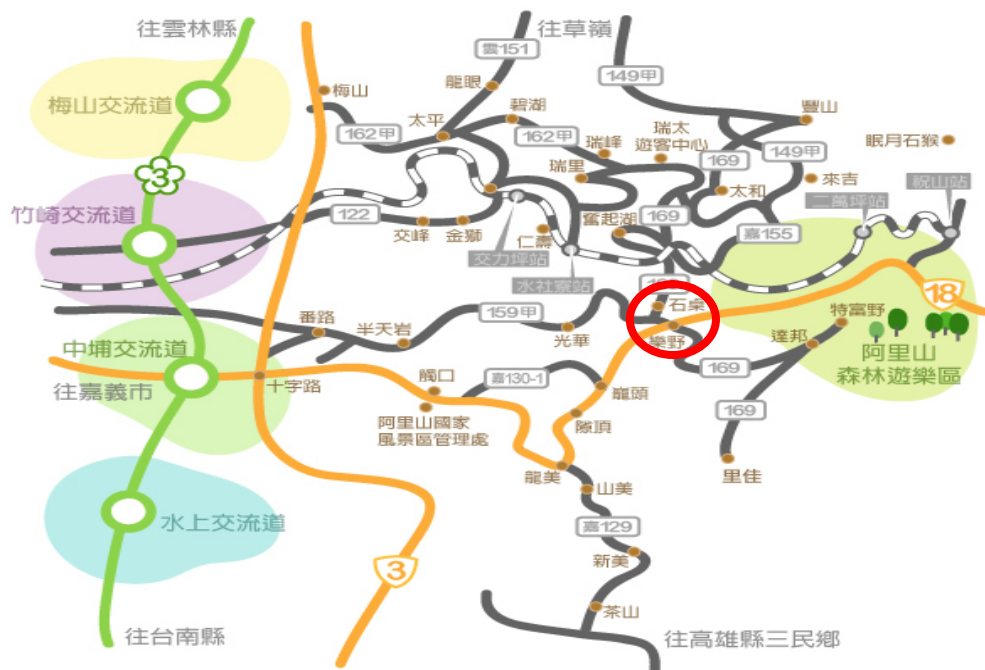 往雲林縣
往草嶺
雲151
149甲
梅山交流道
梅山
龍眼
碧湖
豐山
太平
162甲
162甲
瑞峰
瑞太
遊客中心
149甲
眠月石猴
3
瑞里
169
太和
來吉
祝山站
竹崎交流道
122
交峰
金獅
仁壽
奮起湖
169
嘉155
二萬坪站
交力坪站
水社寮站
18
石桌
特富野
番路
半天岩
159甲
光華
樂野
達邦
中埔交流道
169
阿里山
森林遊樂區
往嘉義市
十字路
觸口
嘉130-1
龍頭
169
阿里山國家
風景區管理處
隙頂
龍美
里佳
山美
水上交流道
嘉129
新美
3
茶山
往台南縣
往高雄縣三民鄉